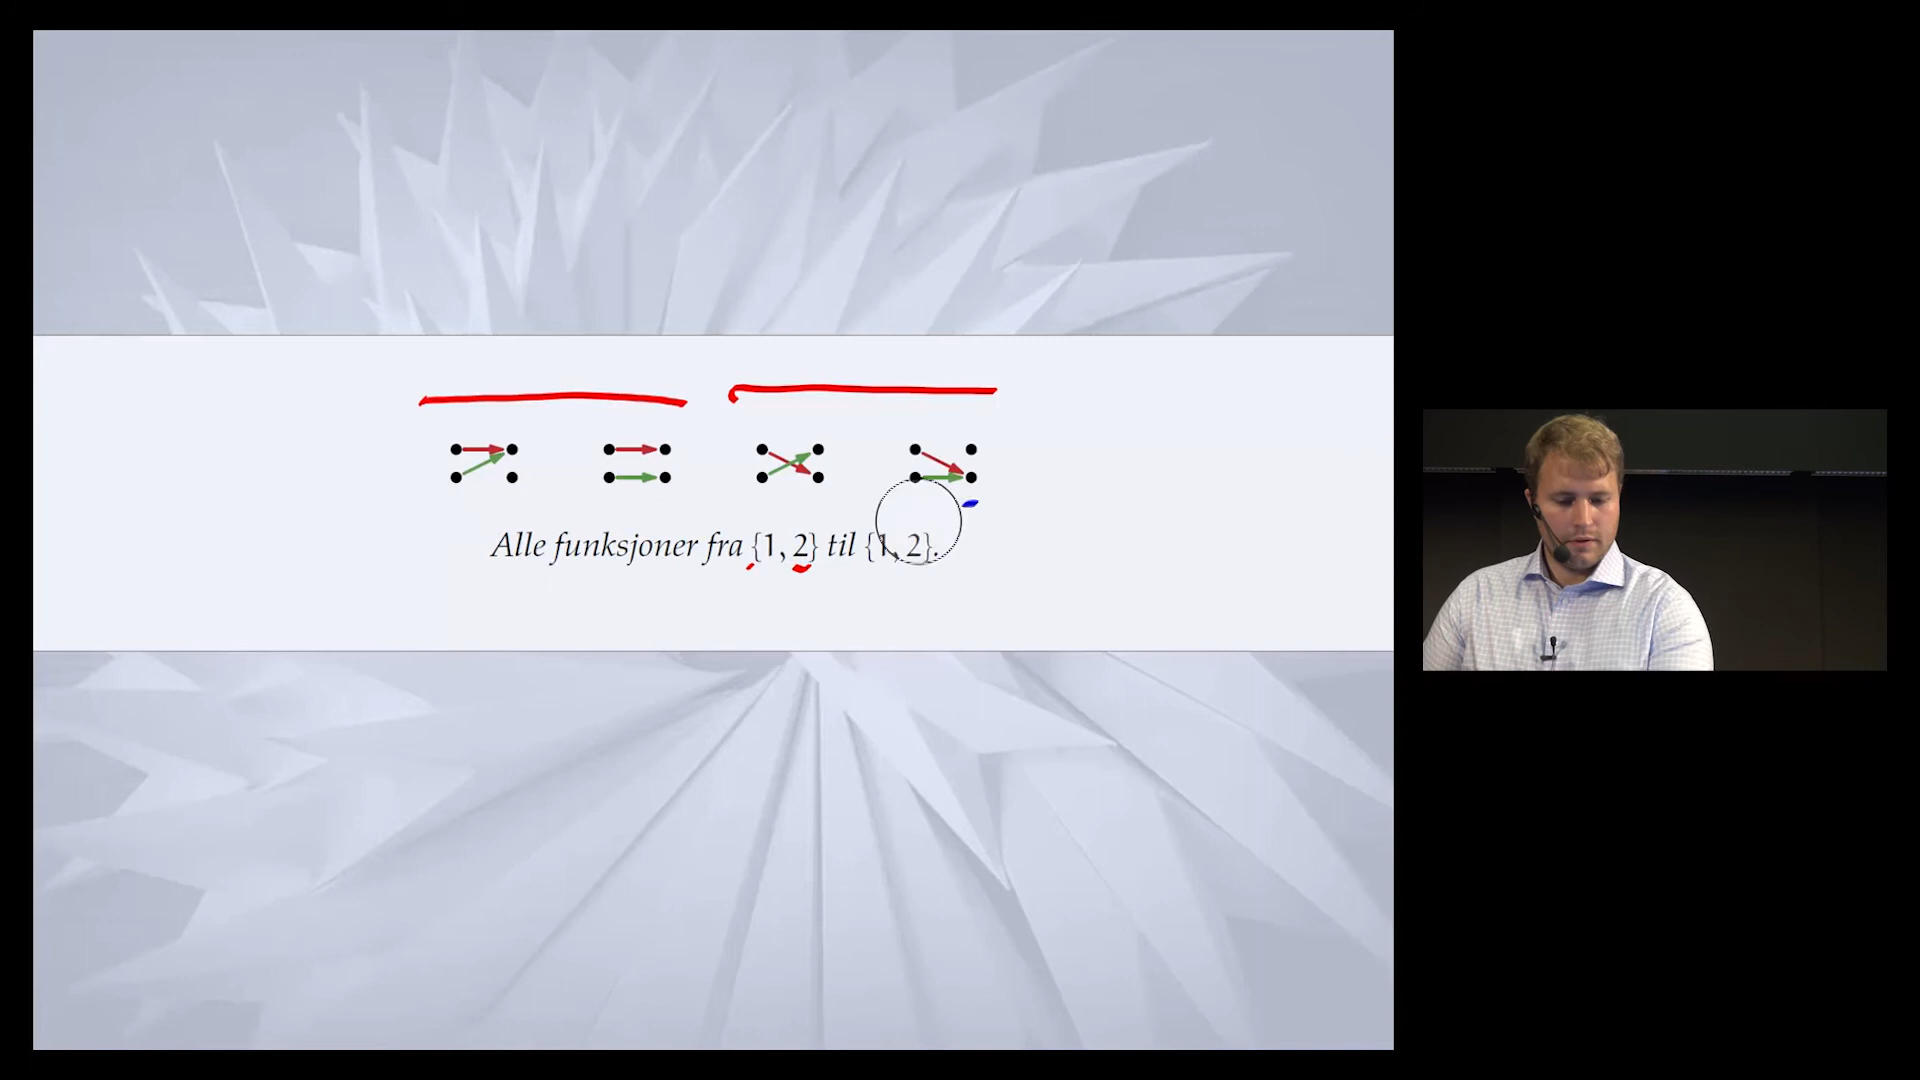 Alle funksjoner fra {1, 2} til {1, 2}.